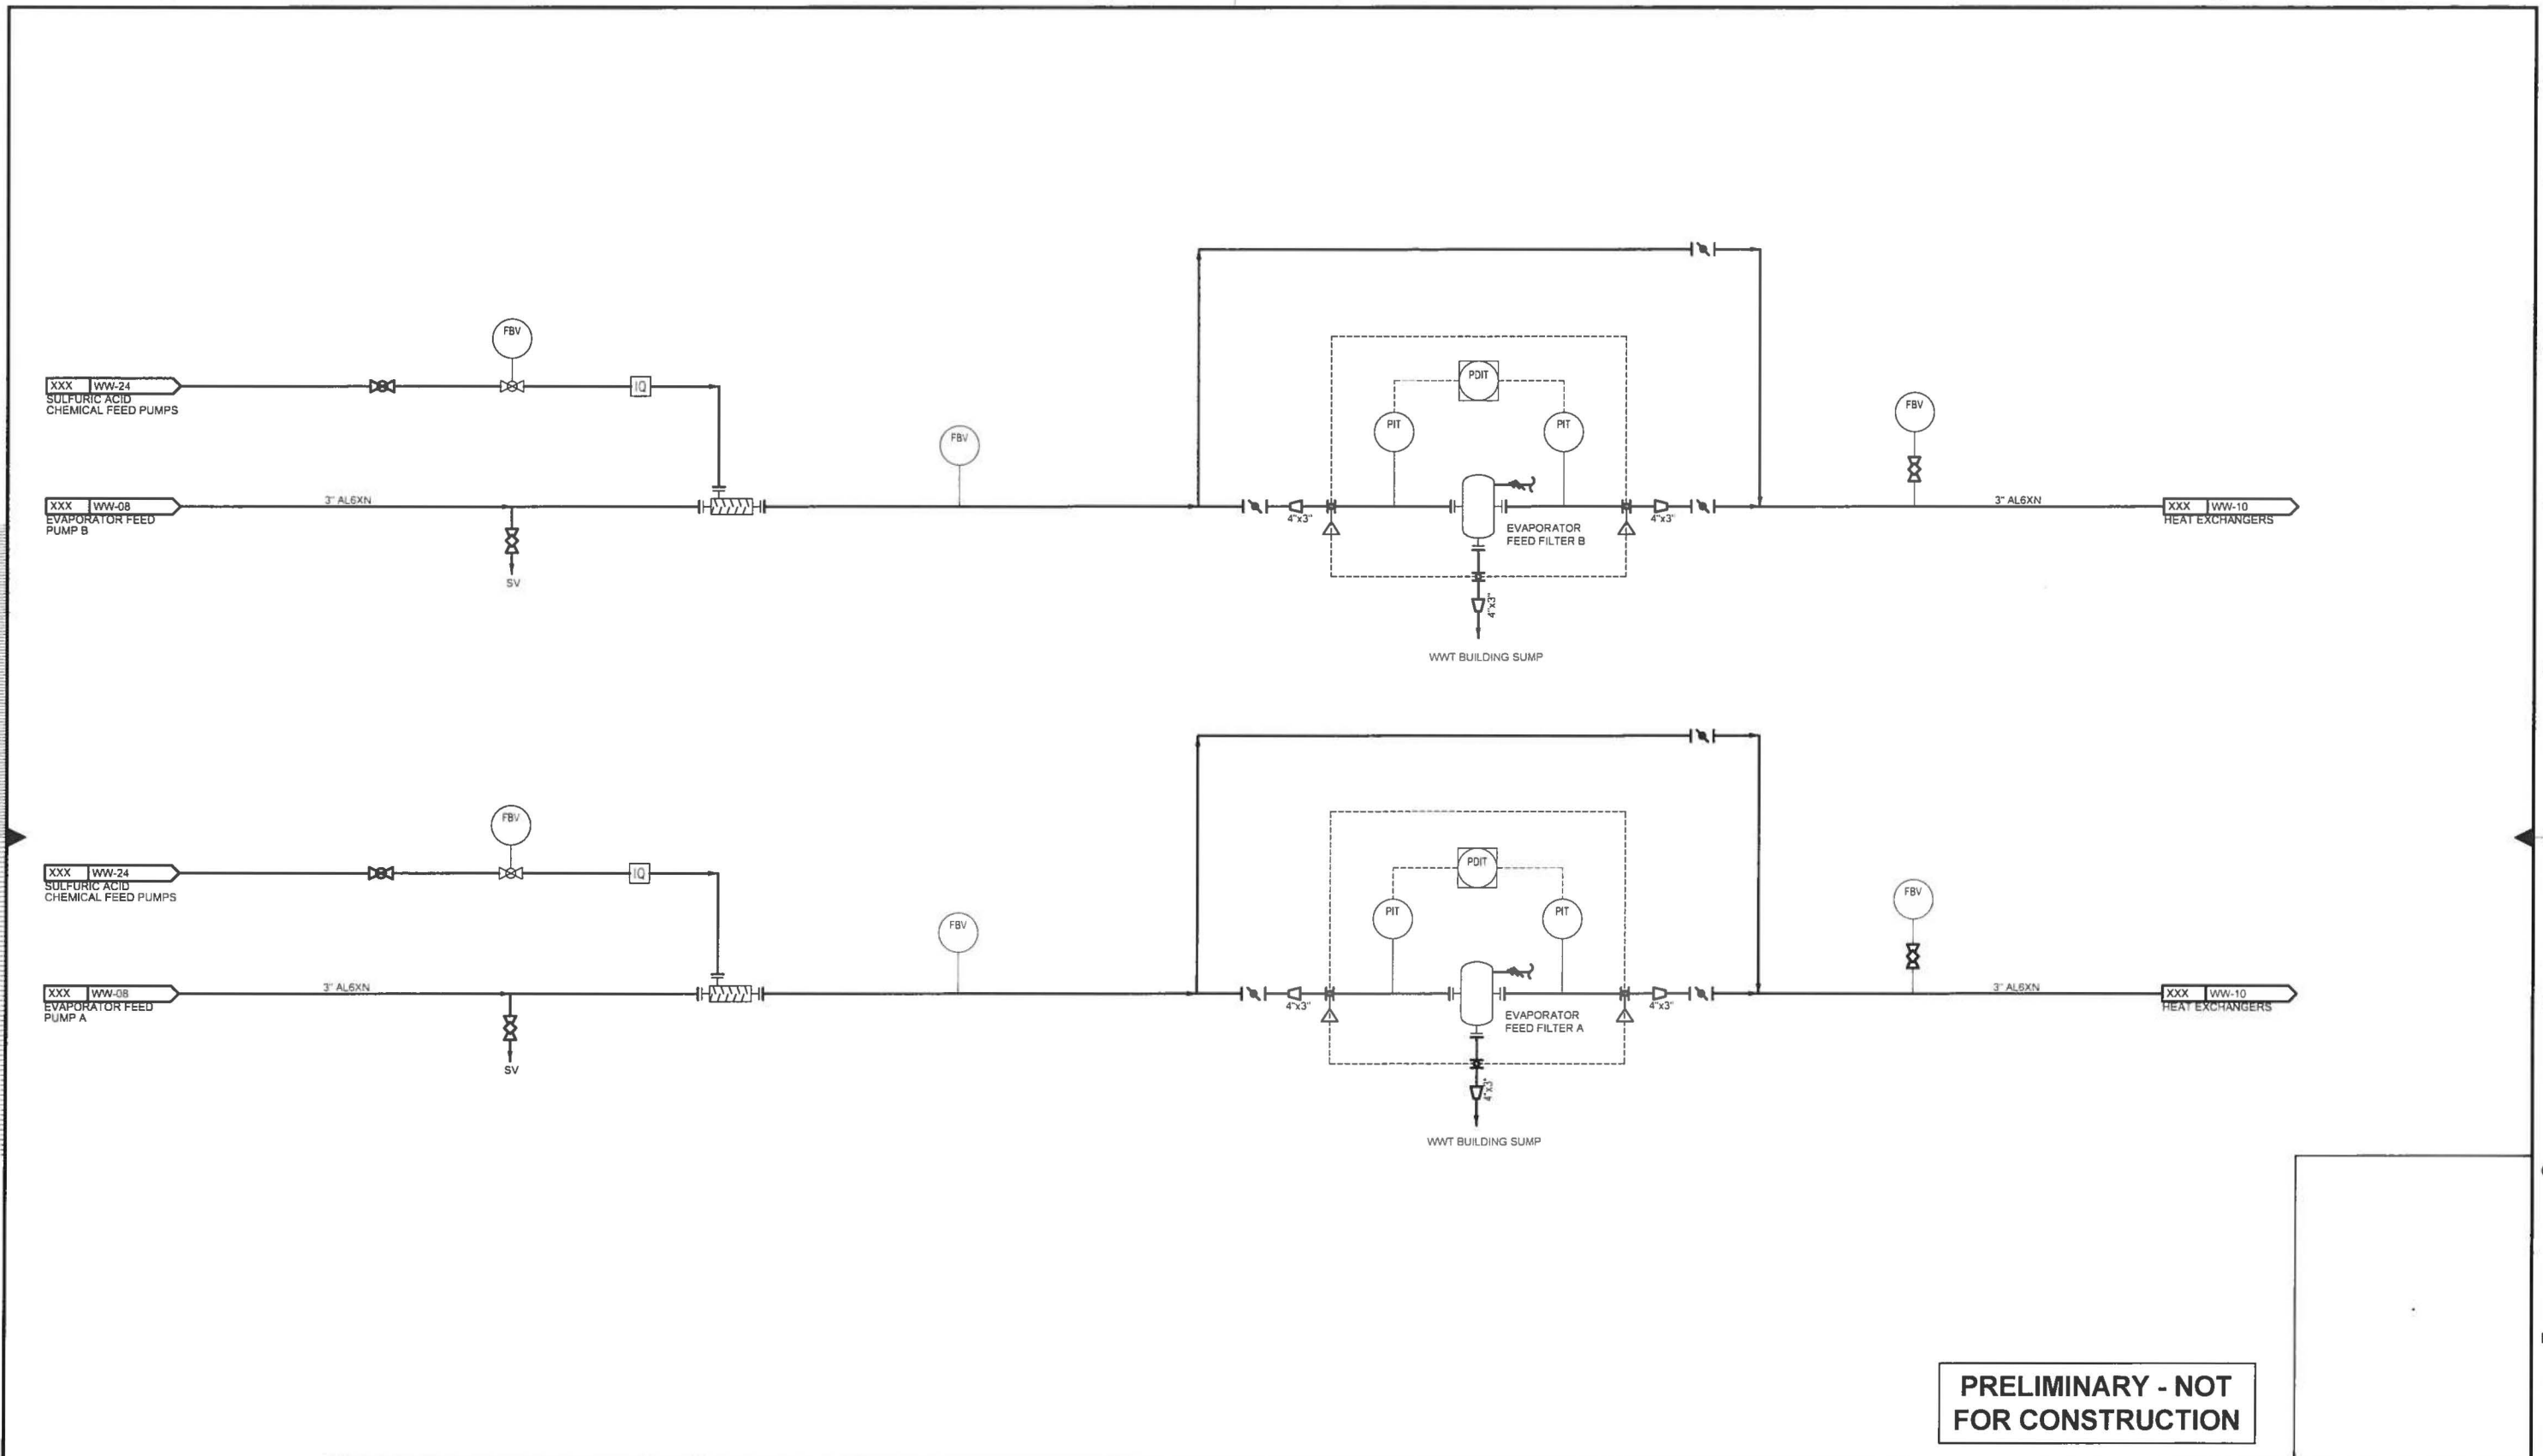 FBV
XXX WW-24
SULFURIC ACID
CHEMICAL FEED PUMPS
IQ
PDIT
PIT
PIT
FBV
FBV
XXX WW-08
EVAPORATOR FEED
PUMP B
3" AL6XN
SV
4"x3"
EVAPORATOR
FEED FILTER B
4"x3"
4"x3"
WWT BUILDING SUMP
3" AL6XN
XXX WW-10
HEAT EXCHANGERS
FBV
XXX WW-24
SULFURIC ACID
CHEMICAL FEED PUMPS
IQ
PDIT
PIT
PIT
FBV
FBV
XXX WW-08
EVAPORATOR FEED
PUMP A
3" AL6XN
SV
4"x3"
EVAPORATOR
FEED FILTER A
4"x3"
4"x3"
WWT BUILDING SUMP
3" AL6XN
XXX WW-10
HEAT EXCHANGERS
PRELIMINARY - NOT
FOR CONSTRUCTION